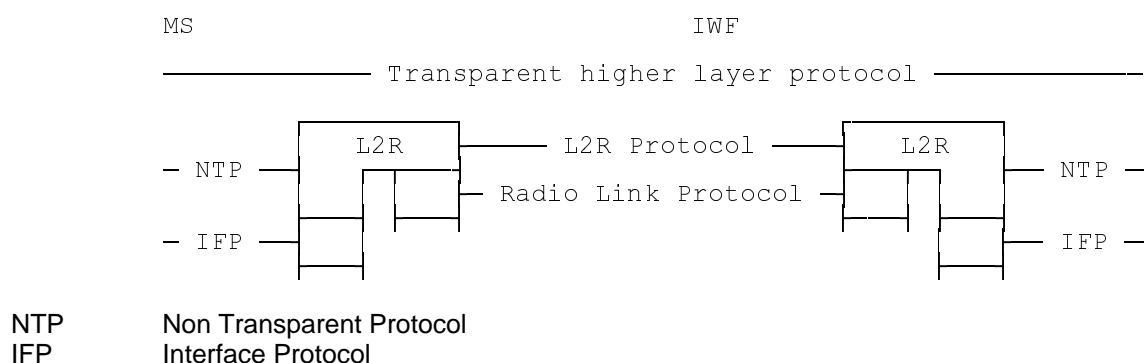 MS IWF
Transparent higher layer protocol
L2R L2R Protocol L2R
NTP NTP
Radio Link Protocol
IFP IFP
NTP Non Transparent Protocol
IFP Interface Protocol